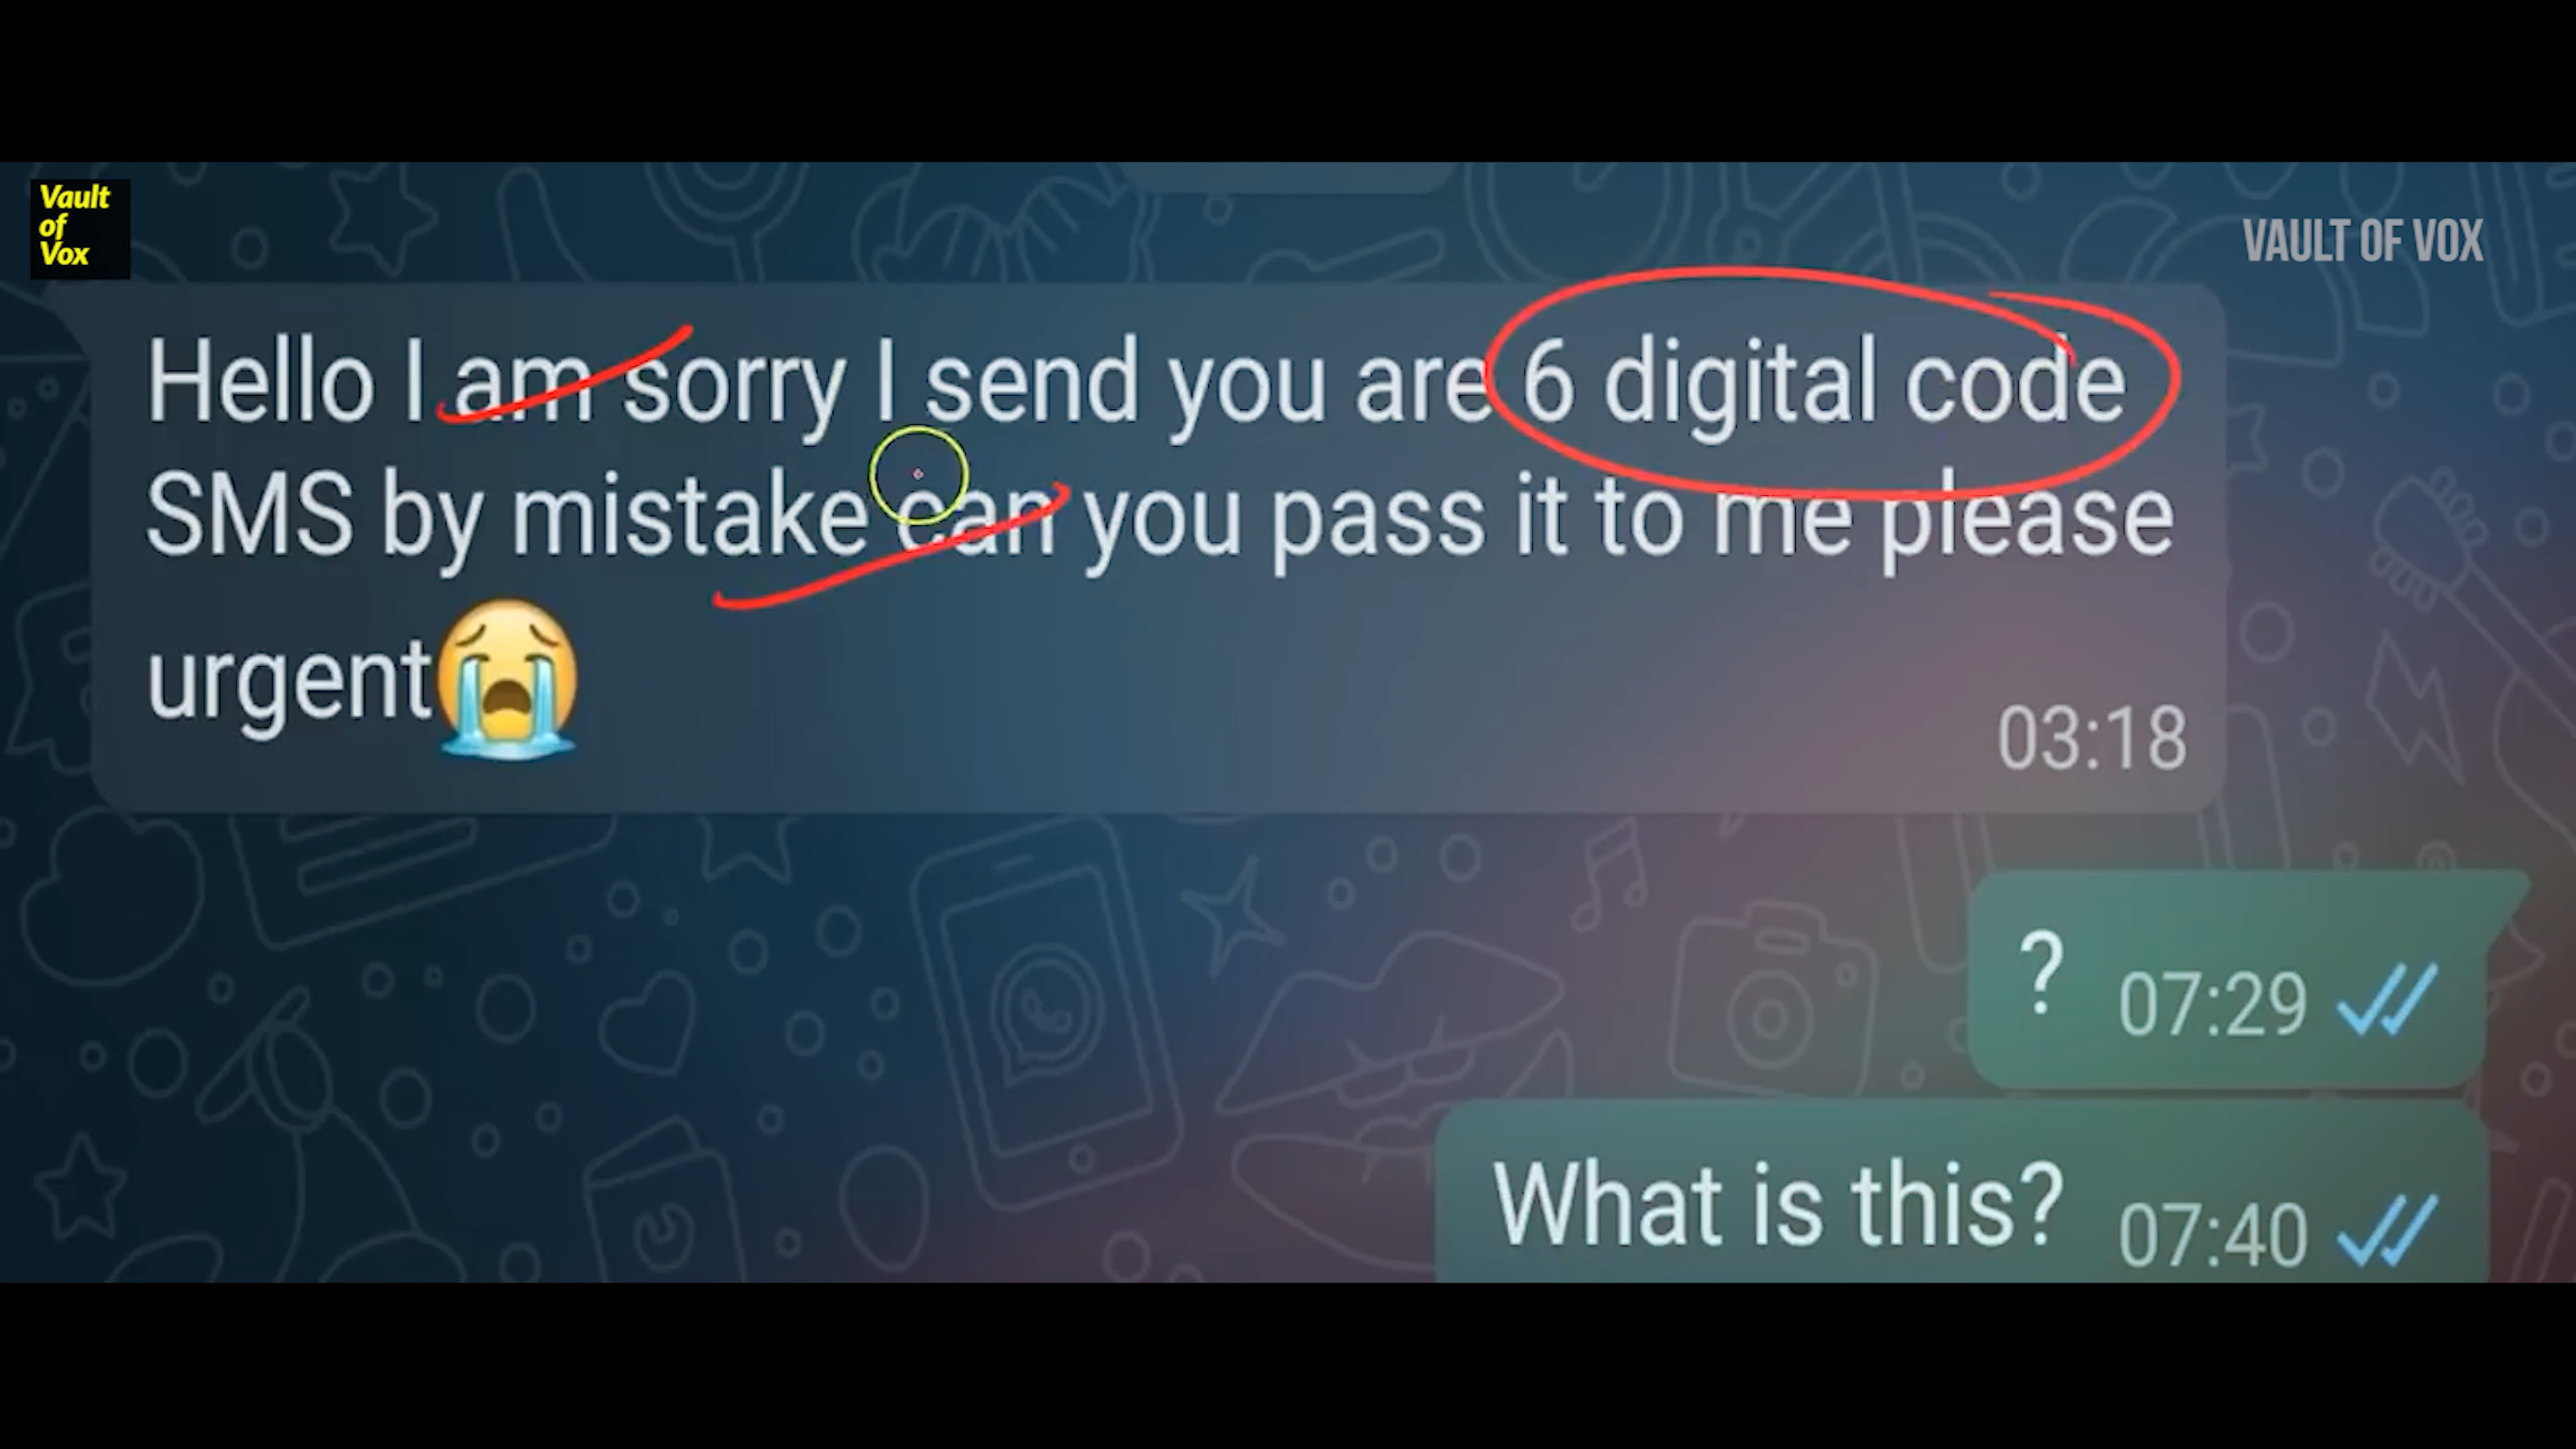 Vault
of
Vox
VAULT OF VOX
Hello I am sorry I send you are 6 digital code
SMS by mistake can you pass it to me please
urgent😭
03:18
? 07:29
What is this? 07:40